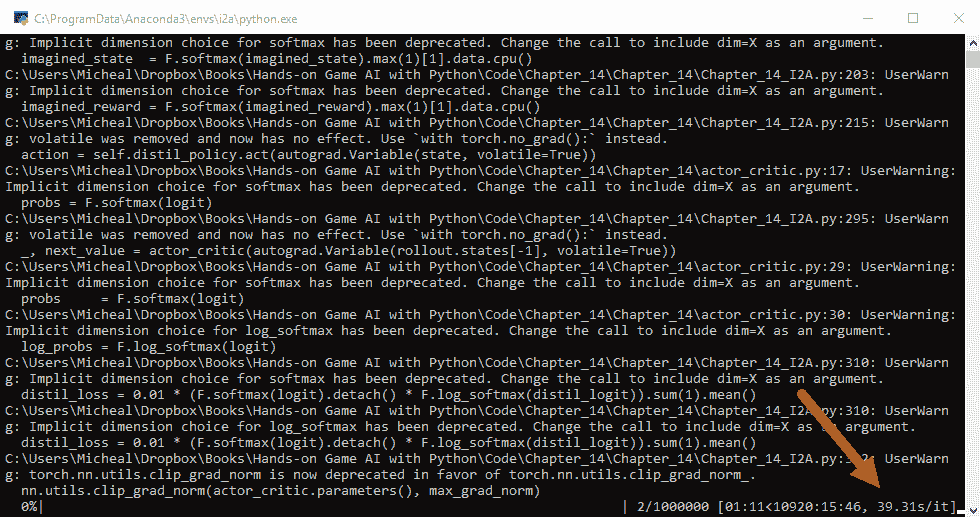 C:\ProgramData\Anaconda3\envs\i2a\python.exe
g: Implicit dimension choice for softmax has been deprecated. Change the call to include dim=X as an argument.
imagined_state  = F.softmax(imagined_state).max(1)[1].data.cpu()
C:\Users\Micheal\Dropbox\Books\Hands-on Game AI with Python\Code\Chapter_14\Chapter_14\Chapter_14_I2A.py:203: UserWarn
g: Implicit dimension choice for softmax has been deprecated. Change the call to include dim=X as an argument.
imagined_reward = F.softmax(imagined_reward).max(1)[1].data.cpu()
C:\Users\Micheal\Dropbox\Books\Hands-on Game AI with Python\Code\Chapter_14\Chapter_14\Chapter_14_I2A.py:215: UserWarn
g: volatile was removed and now has no effect. Use `with torch.no_grad():` instead.
action = self.distil_policy.act(autograd.Variable(state, volatile=True))
C:\Users\Micheal\Dropbox\Books\Hands-on Game AI with Python\Code\Chapter_14\Chapter_14\actor_critic.py:17: UserWarning:
Implicit dimension choice for softmax has been deprecated. Change the call to include dim=X as an argument.
probs = F.softmax(logit)
C:\Users\Micheal\Dropbox\Books\Hands-on Game AI with Python\Code\Chapter_14\Chapter_14\Chapter_14_I2A.py:295: UserWarn
g: volatile was removed and now has no effect. Use `with torch.no_grad():` instead.
_, next_value = actor_critic(autograd.Variable(rollout.states[-1], volatile=True))
C:\Users\Micheal\Dropbox\Books\Hands-on Game AI with Python\Code\Chapter_14\Chapter_14\actor_critic.py:29: UserWarning:
Implicit dimension choice for softmax has been deprecated. Change the call to include dim=X as an argument.
probs     = F.softmax(logit)
C:\Users\Micheal\Dropbox\Books\Hands-on Game AI with Python\Code\Chapter_14\Chapter_14\actor_critic.py:30: UserWarning:
Implicit dimension choice for log_softmax has been deprecated. Change the call to include dim=X as an argument.
log_probs = F.log_softmax(logit)
C:\Users\Micheal\Dropbox\Books\Hands-on Game AI with Python\Code\Chapter_14\Chapter_14\Chapter_14_I2A.py:310: UserWarn
g: Implicit dimension choice for softmax has been deprecated. Change the call to include dim=X as an argument.
distil_loss = 0.01 * (F.softmax(logit).detach() * F.log_softmax(distil_logit)).sum(1).mean()
C:\Users\Micheal\Dropbox\Books\Hands-on Game AI with Python\Code\Chapter_14\Chapter_14\Chapter_14_I2A.py:310: UserWarn
g: Implicit dimension choice for log_softmax has been deprecated. Change the call to include dim=X as an argument.
distil_loss = 0.01 * (F.softmax(logit).detach() * F.log_softmax(distil_logit)).sum(1).mean()
C:\Users\Micheal\Dropbox\Books\Hands-on Game AI with Python\Code\Chapter_14\Chapter_14\UserWarn
g: torch.nn.utils.clip_grad_norm is now deprecated in favor of torch.nn.utils.clip_grad_norm_.
nn.utils.clip_grad_norm(actor_critic.parameters(), max_grad_norm)
0%| | 2/1000000 [01:11<10920:15:46, 39.31s/it]